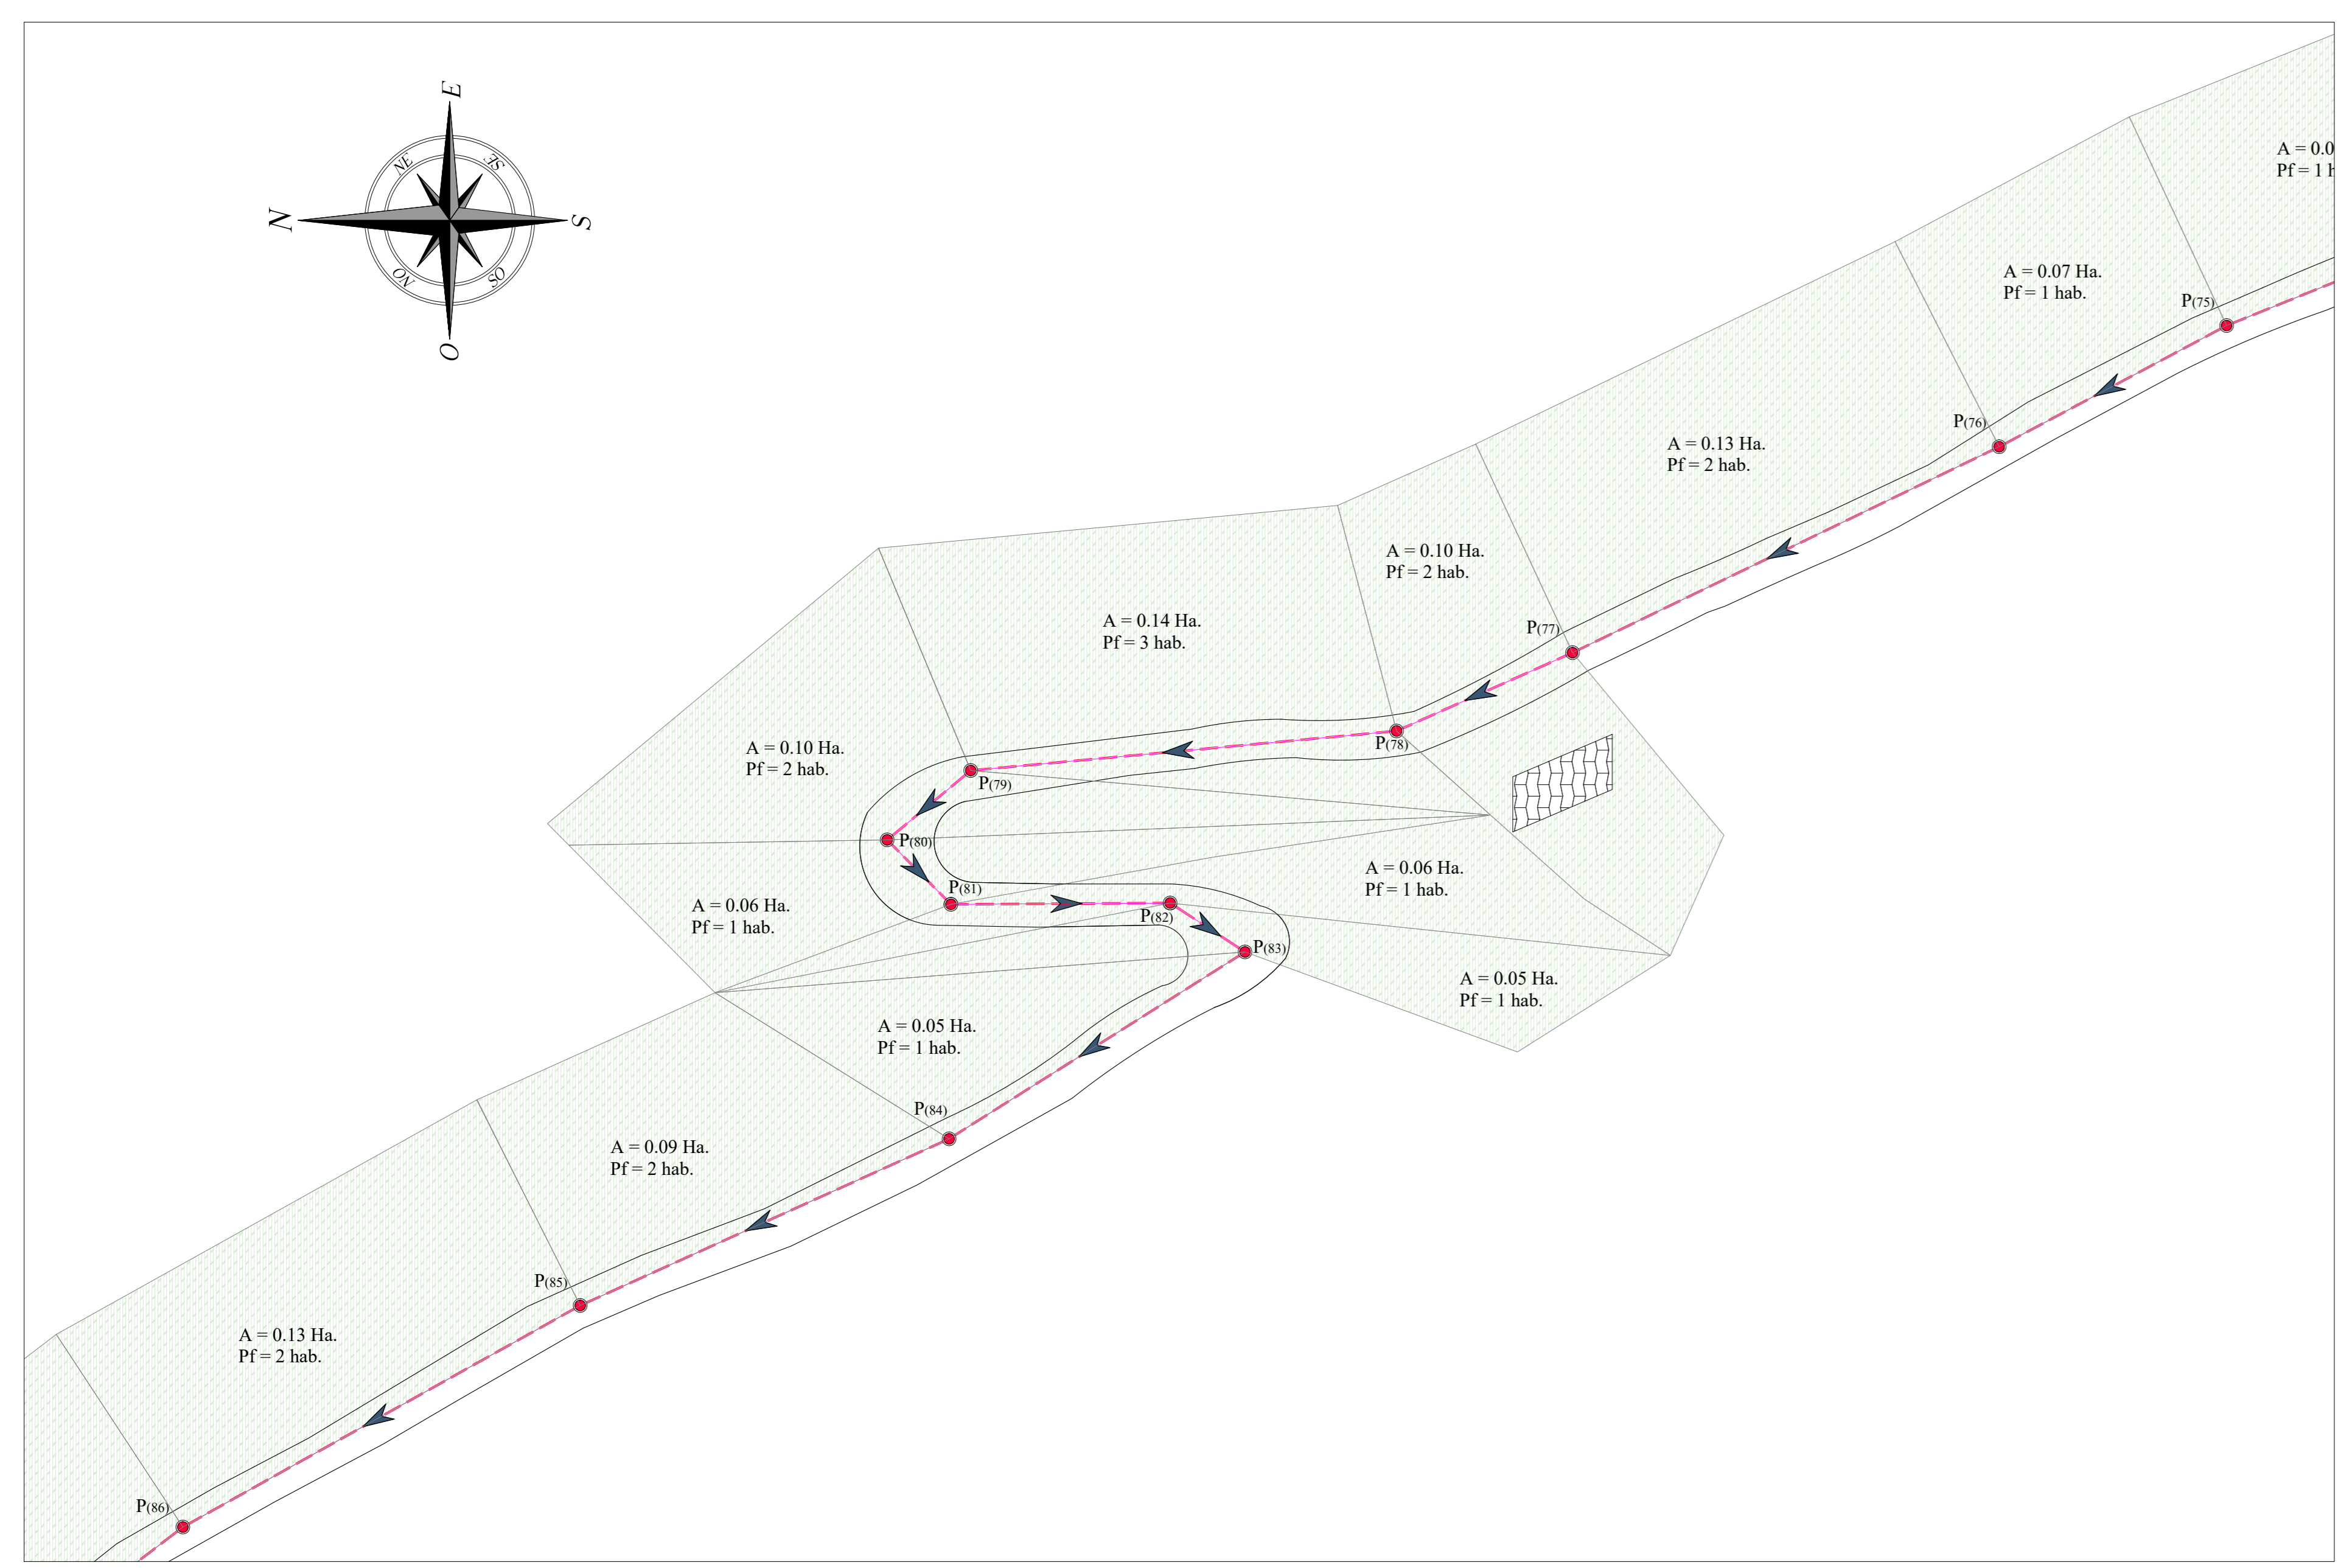 E
NE
SE
N
S
NO
SO
O
A = 0.0
Pf = 1 h
A = 0.07 Ha.
Pf = 1 hab.
P(75)
P(76)
A = 0.13 Ha.
Pf = 2 hab.
A = 0.10 Ha.
Pf = 2 hab.
P(77)
A = 0.14 Ha.
Pf = 3 hab.
P(78)
A = 0.10 Ha.
Pf = 2 hab.
P(79)
P(80)
A = 0.06 Ha.
Pf = 1 hab.
P(81)
A = 0.06 Ha.
Pf = 1 hab.
P(82)
P(83)
A = 0.05 Ha.
Pf = 1 hab.
A = 0.05 Ha.
Pf = 1 hab.
P(84)
A = 0.09 Ha.
Pf = 2 hab.
P(85)
A = 0.13 Ha.
Pf = 2 hab.
P(86)